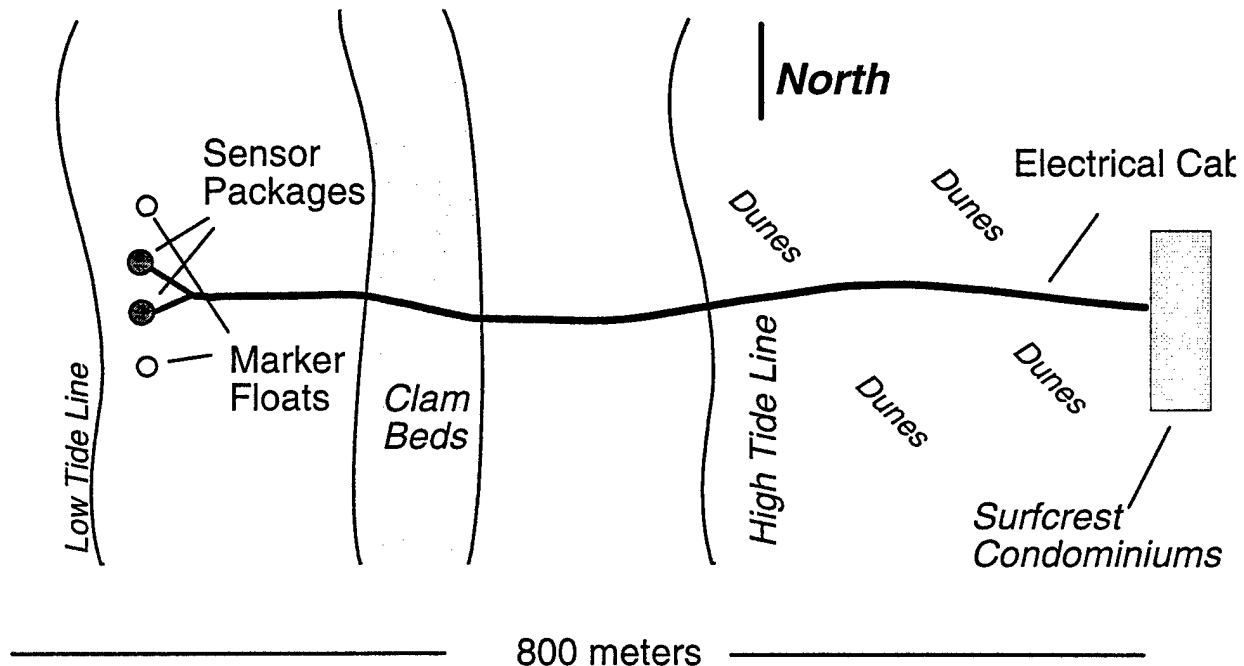 North
Sensor
Packages
Electrical Cab
Dunes
Dunes
Marker
Floats
Clam
Beds
Low Tide Line
High Tide Line
Dunes
Dunes
Surfcrest
Condominiums
800 meters